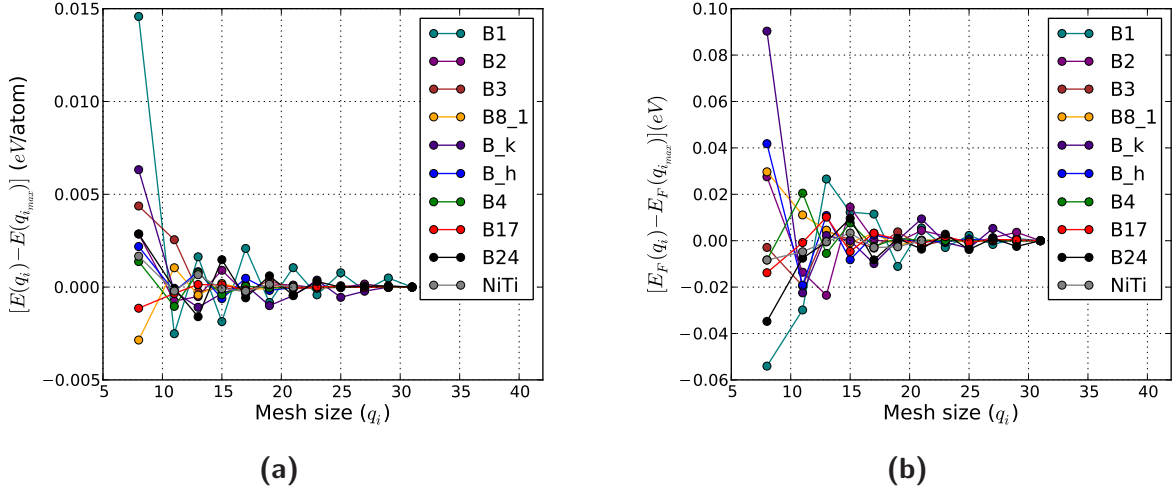 0.015
0.010
0.005
0.000
−0.005
[E(q_i)−E(q_{i_{max}})] (eV/atom)
5 10 15 20 25 30 35 40
Mesh size (q_i)
B1
B2
B3
B8_1
B_k
B_h
B4
B17
B24
NiTi
(a)
0.10
0.08
0.06
0.04
0.02
0.00
−0.02
−0.04
−0.06
[E_F(q_i)−E_F(q_{i_{max}})](eV)
5 10 15 20 25 30 35 40
Mesh size (q_i)
B1
B2
B3
B8_1
B_k
B_h
B4
B17
B24
NiTi
(b)